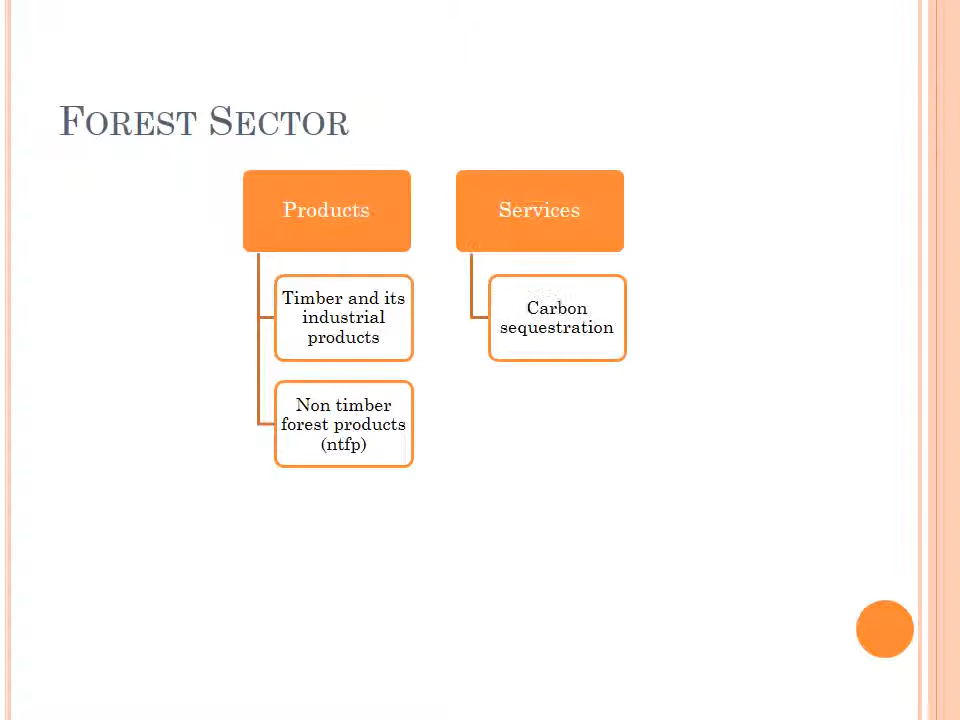 FOREST SECTOR
Products
Timber and its
industrial
products
Non timber
forest products
(ntfp)
Services
Carbon
sequestration